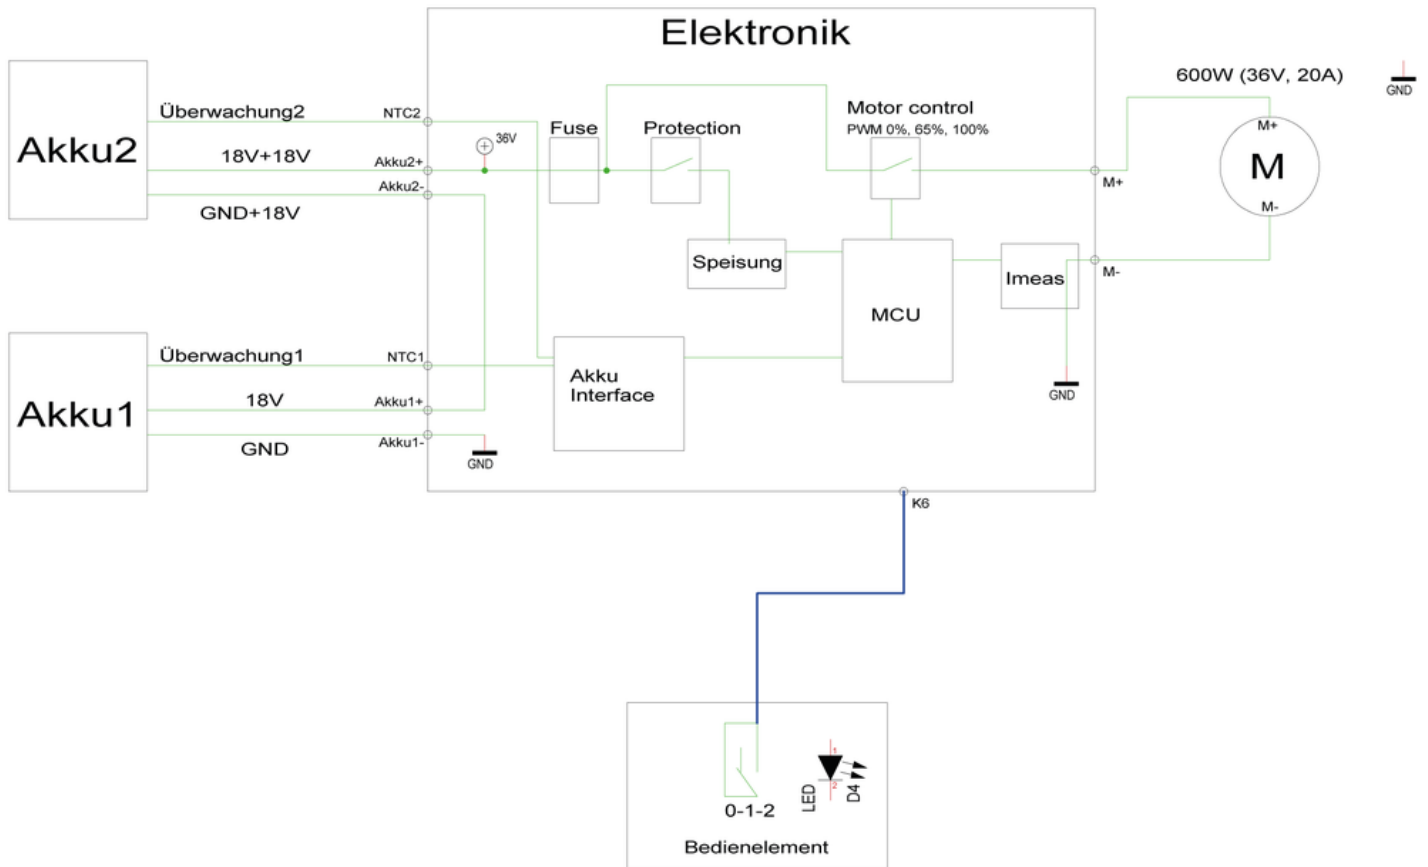 Elektronik
600W (36V, 20A)
GND
Akku2
Überwachung2
NTC2
18V+18V
Akku2+
Akku2-
GND+18V
36V
Fuse
Protection
Motor control
PWM 0%, 65%, 100%
M+
M
M-
M+
M-
Speisung
MCU
Imeas
GND
Akku1
Überwachung1
NTC1
18V
Akku1+
GND
Akku1-
GND
Akku
Interface
K6
0-1-2
LED
1
2
D4
Bedienelement